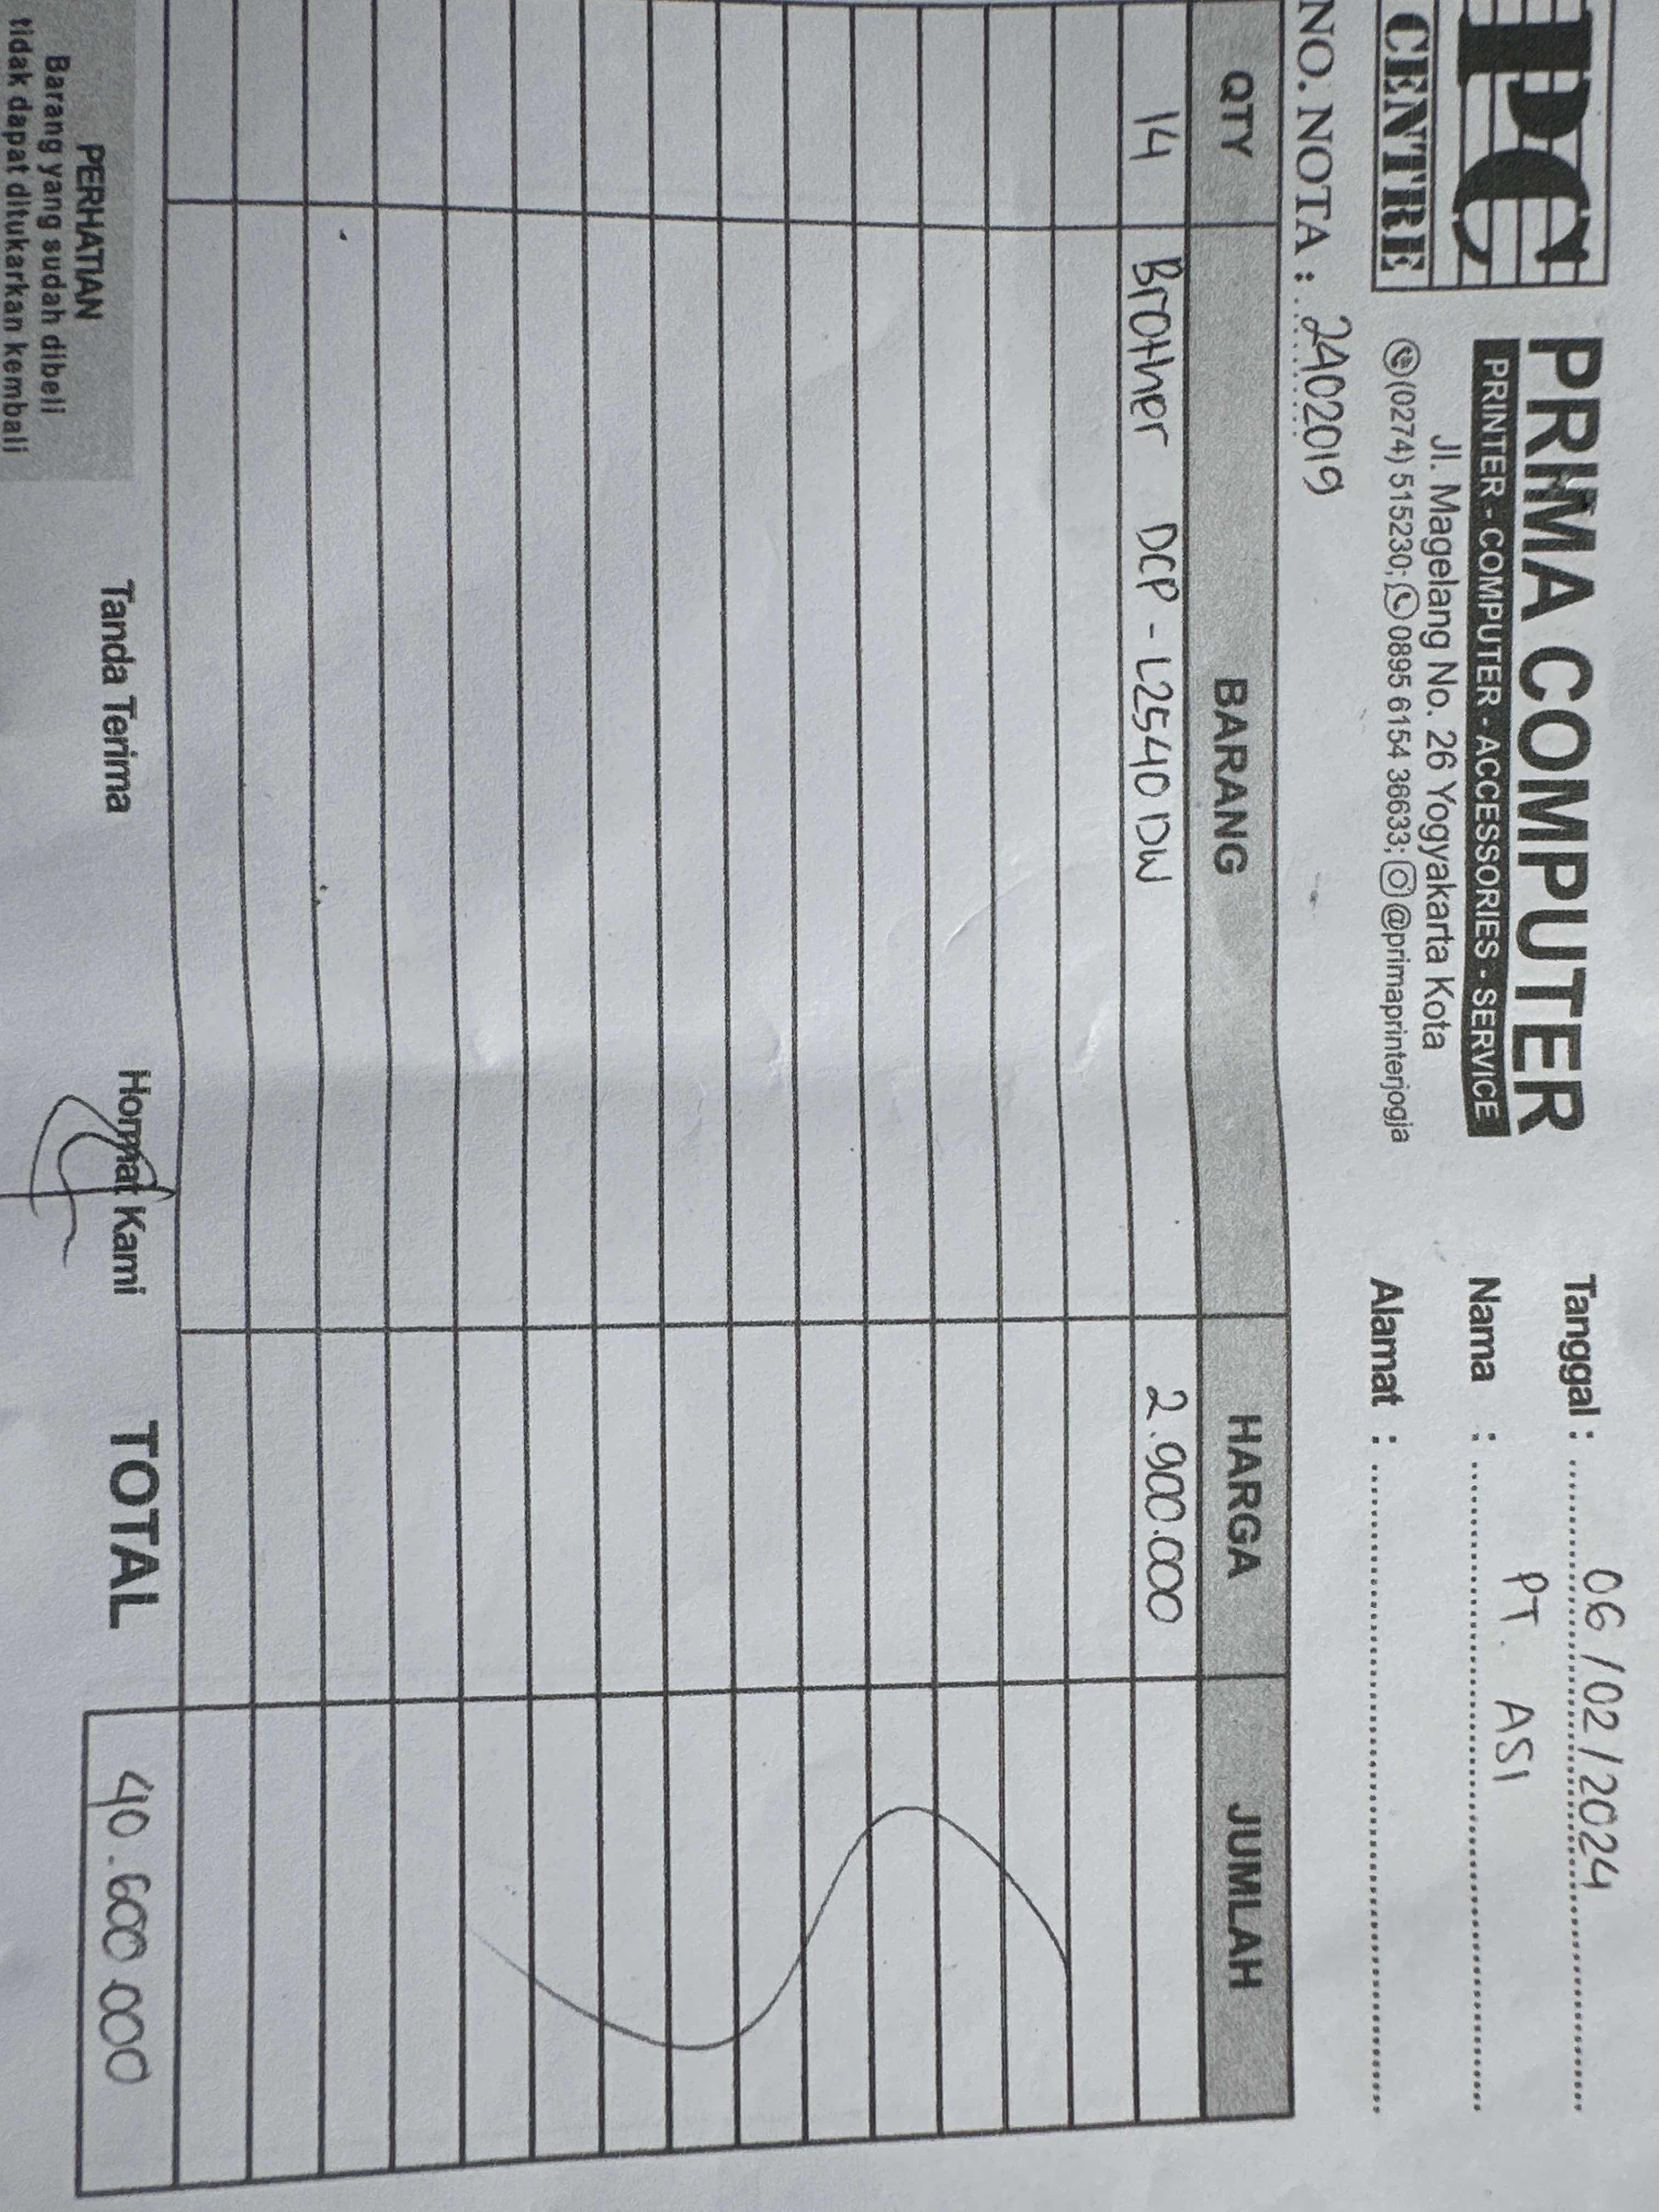 PC
CENTRE
PRIMA COMPUTER
PRINTER - COMPUTER - ACCESSORIES - SERVICE
Jl. Magelang No. 26 Yogyakarta Kota
(0274) 515230; 0895 6154 36633; @primaprinterjogja
Tanggal : 06/02/2024
Nama : PT. ASI
Alamat :
NO. NOTA : 2402019
QTY BARANG HARGA JUMLAH
14 Brother DCP-L2540DW 2.900.000
PERHATIAN
Barang yang sudah dibeli
tidak dapat ditukarkan kembali
Tanda Terima
Hormat Kami
TOTAL 40.600.000